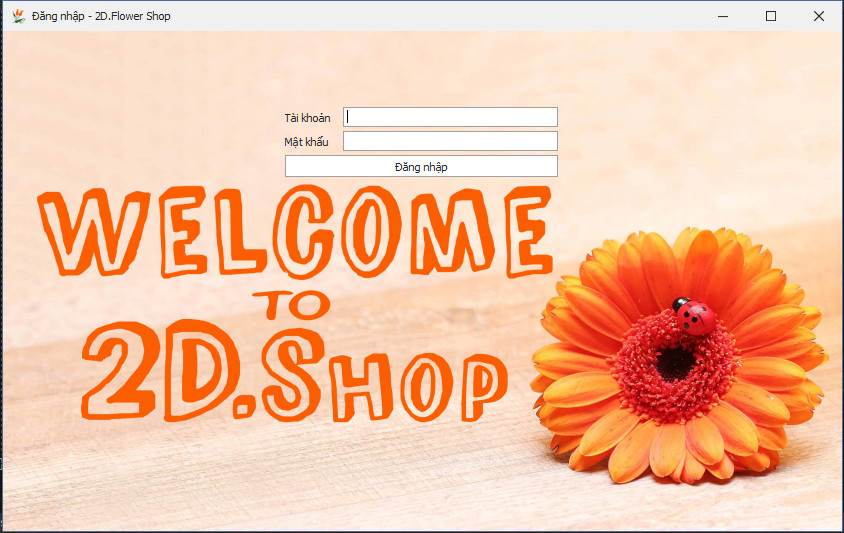 Đăng nhập - 2D.Flower Shop
Tài khoản
Mật khẩu
Đăng nhập
WELCOME
TO
2D.SHOP